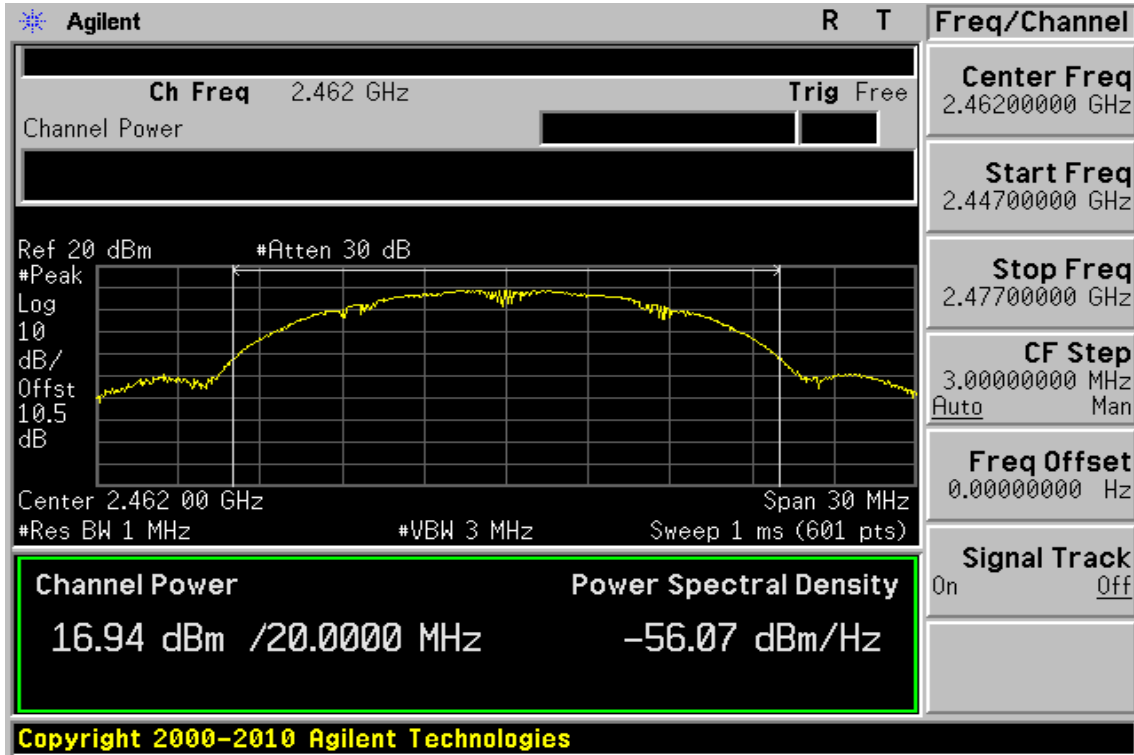 Agilent R T
Freq/Channel
Ch Freq 2.462 GHz Trig Free
Channel Power
Ref 20 dBm #Atten 30 dB
#Peak
Log
10
dB/
Offst
10.5
dB
Center 2.462 00 GHz Span 30 MHz
#Res BW 1 MHz #VBW 3 MHz Sweep 1 ms (601 pts)
Channel Power Power Spectral Density
16.94 dBm /20.0000 MHz -56.07 dBm/Hz
Center Freq
2.46200000 GHz
Start Freq
2.44700000 GHz
Stop Freq
2.47700000 GHz
CF Step
3.00000000 MHz
Auto Man
Freq Offset
0.00000000 Hz
Signal Track
On Off
Copyright 2000-2010 Agilent Technologies